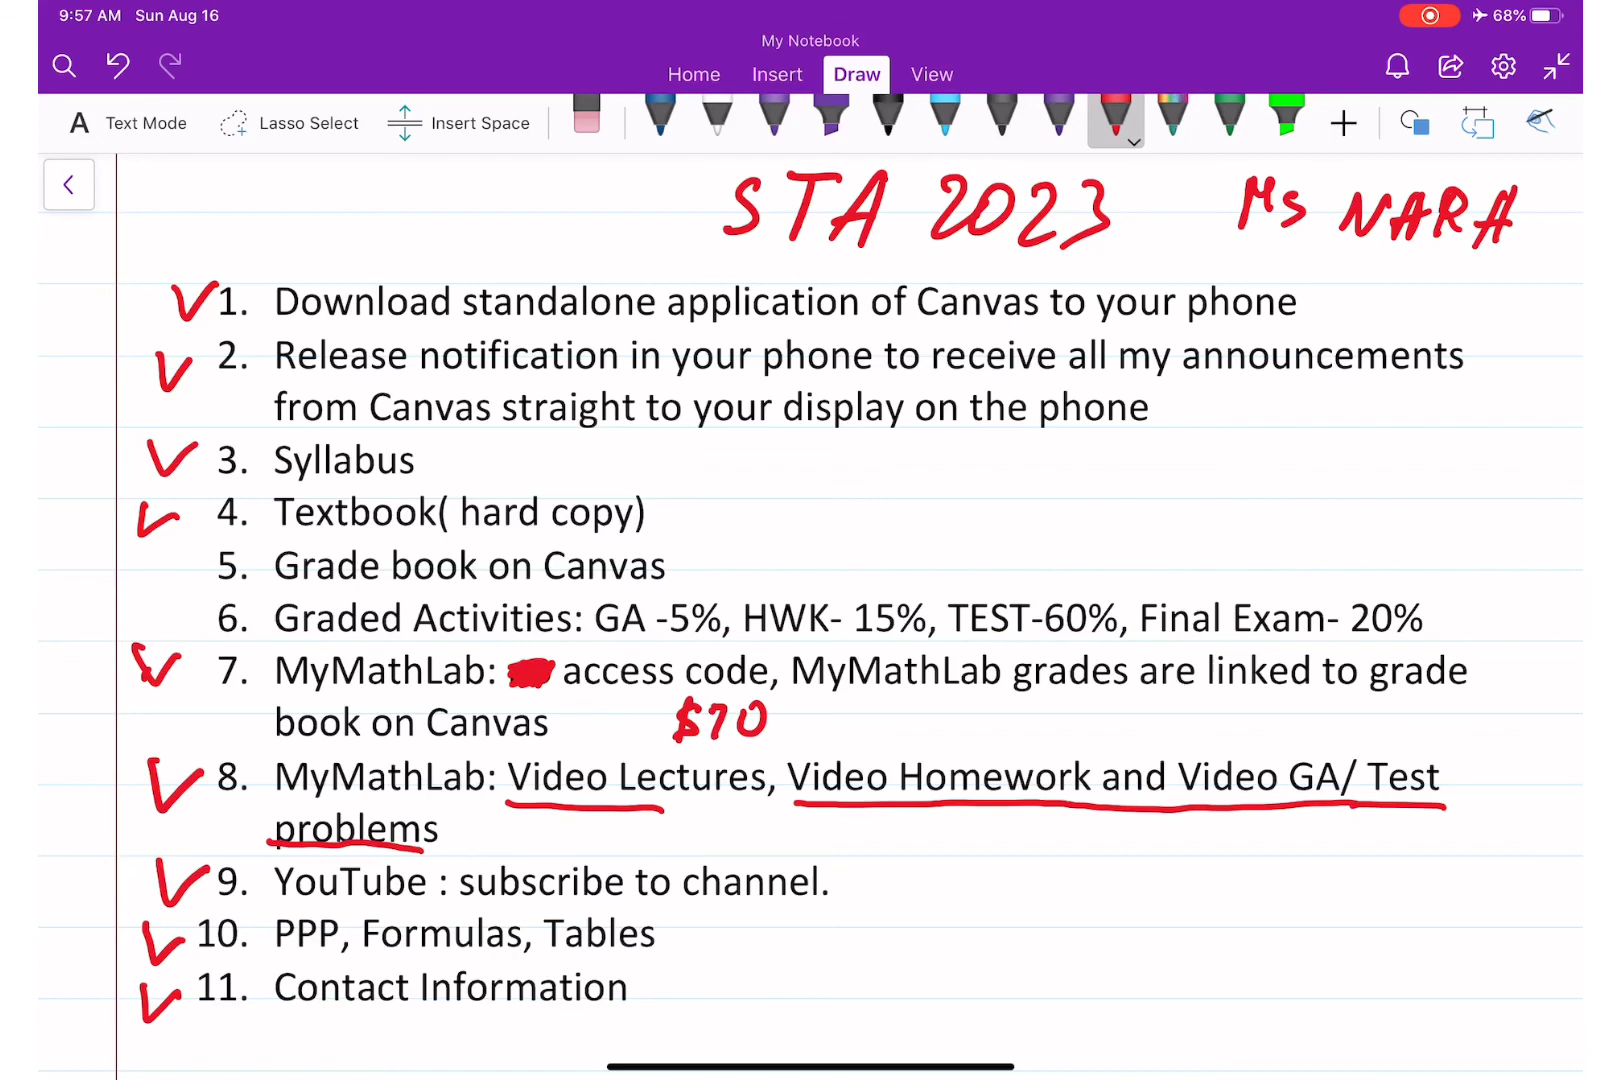 9:57 AM Sun Aug 16
68%
My Notebook
Home Insert Draw View
A Text Mode Lasso Select Insert Space
STA 2023 Ms NARA
1. Download standalone application of Canvas to your phone
2. Release notification in your phone to receive all my announcements
from Canvas straight to your display on the phone
3. Syllabus
4. Textbook( hard copy)
5. Grade book on Canvas
6. Graded Activities: GA -5%, HWK- 15%, TEST-60%, Final Exam- 20%
7. MyMathLab: access code, MyMathLab grades are linked to grade
book on Canvas $70
8. MyMathLab: Video Lectures, Video Homework and Video GA/ Test
problems
9. YouTube : subscribe to channel.
10. PPP, Formulas, Tables
11. Contact Information